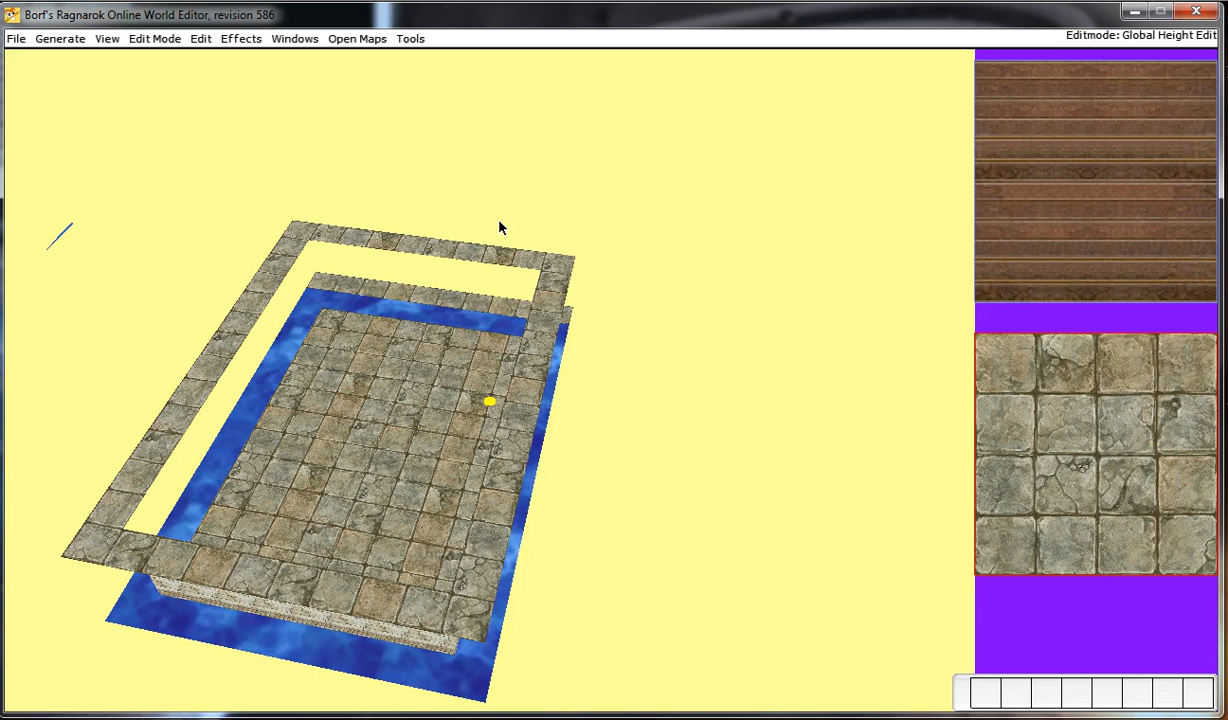 Borf's Ragnarok Online World Editor, revision 586
File Generate View Edit Mode Edit Effects Windows Open Maps Tools
Editmode: Global Height Edit